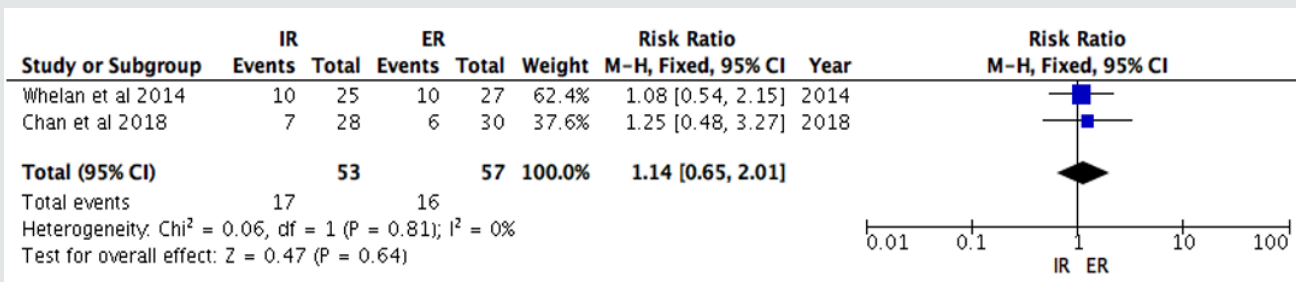 IR ER Risk Ratio Risk Ratio
Study or Subgroup Events Total Events Total Weight M-H, Fixed, 95% CI Year M-H, Fixed, 95% CI
Whelan et al 2014 10 25 10 27 62.4% 1.08 [0.54, 2.15] 2014
Chan et al 2018 7 28 6 30 37.6% 1.25 [0.48, 3.27] 2018
Total (95% CI) 53 57 100.0% 1.14 [0.65, 2.01]
Total events 17 16
Heterogeneity: Chi² = 0.06, df = 1 (P = 0.81); I² = 0%
Test for overall effect: Z = 0.47 (P = 0.64)
0.01 0.1 1 10 100
IR ER